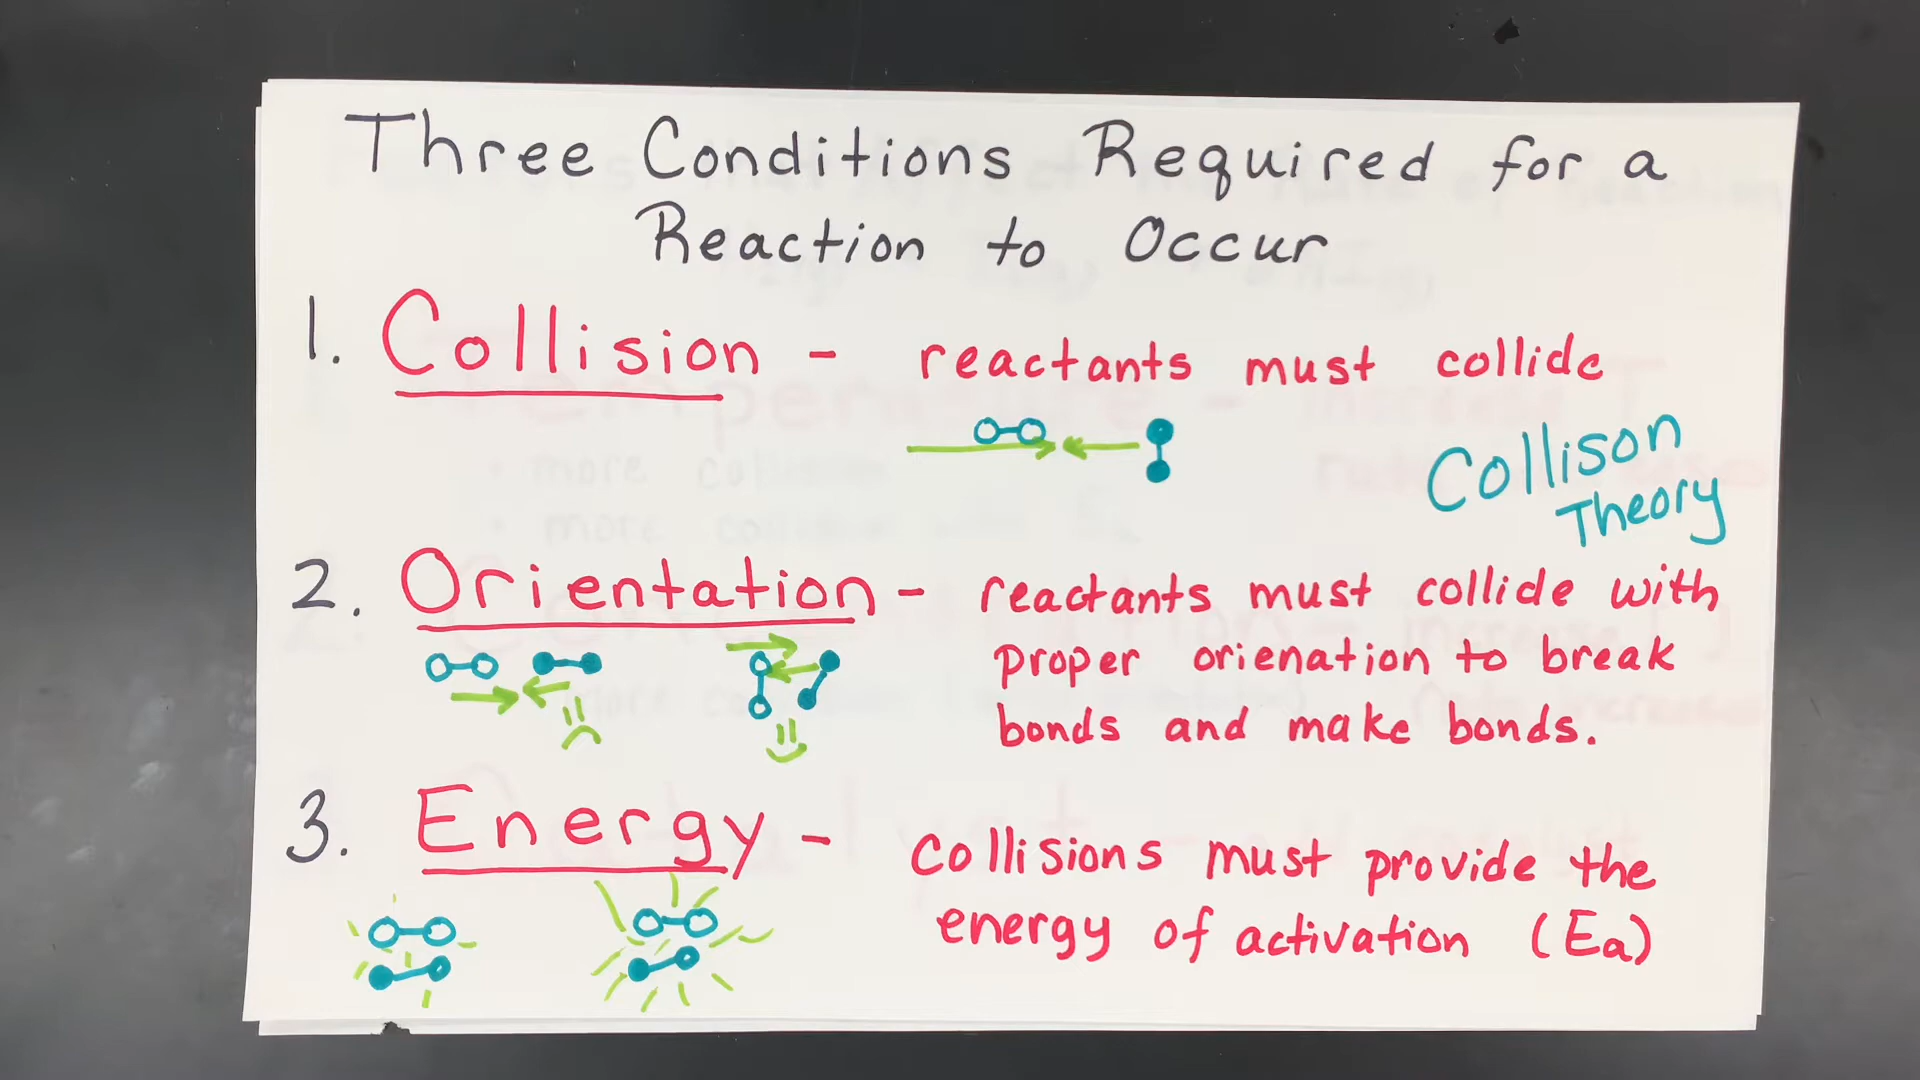 Three Conditions Required for a
Reaction to Occur
1. Collision - reactants must collide
Collison
Theory
2. Orientation - reactants must collide with
proper orienation to break
bonds and make bonds.
3. Energy - Collisions must provide the
energy of activation (Ea)